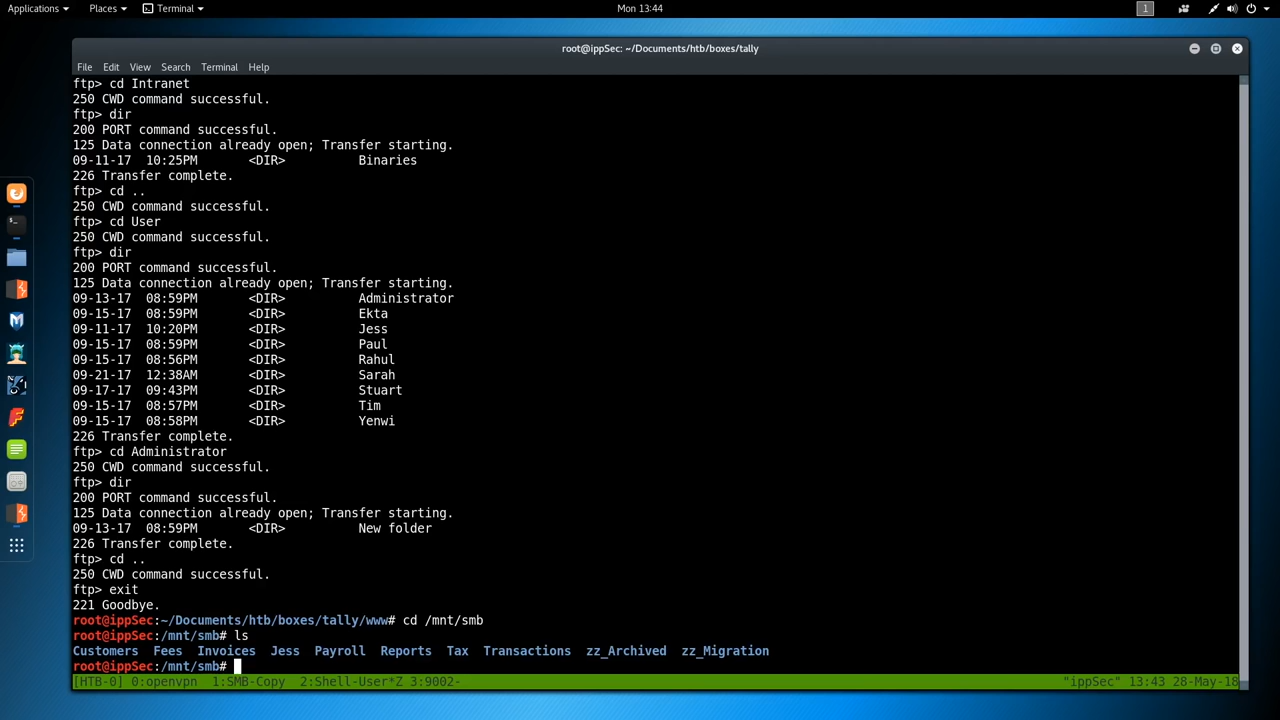 Applications Places Terminal Mon 13:44 1
root@ippSec: ~/Documents/htb/boxes/tally
File Edit View Search Terminal Help
ftp> cd Intranet
250 CWD command successful.
ftp> dir
200 PORT command successful.
125 Data connection already open; Transfer starting.
09-11-17  10:25PM       <DIR>          Binaries
226 Transfer complete.
ftp> cd ..
250 CWD command successful.
ftp> cd User
250 CWD command successful.
ftp> dir
200 PORT command successful.
125 Data connection already open; Transfer starting.
09-13-17  08:59PM       <DIR>          Administrator
09-15-17  08:59PM       <DIR>          Ekta
09-11-17  10:20PM       <DIR>          Jess
09-15-17  08:59PM       <DIR>          Paul
09-15-17  08:56PM       <DIR>          Rahul
09-21-17  12:38AM       <DIR>          Sarah
09-17-17  09:43PM       <DIR>          Stuart
09-15-17  08:57PM       <DIR>          Tim
09-15-17  08:58PM       <DIR>          Yenwi
226 Transfer complete.
ftp> cd Administrator
250 CWD command successful.
ftp> dir
200 PORT command successful.
125 Data connection already open; Transfer starting.
09-13-17  08:59PM       <DIR>          New folder
226 Transfer complete.
ftp> cd ..
250 CWD command successful.
ftp> exit
221 Goodbye.
root@ippSec:~/Documents/htb/boxes/tally/www# cd /mnt/smb
root@ippSec:/mnt/smb# ls
Customers  Fees  Invoices  Jess  Payroll  Reports  Tax  Transactions  zz_Archived  zz_Migration
root@ippSec:/mnt/smb#
[HTB-0] 0:openvpn  1:SMB-Copy  2:Shell-User*Z 3:9002- "ippSec" 13:43 28-May-18